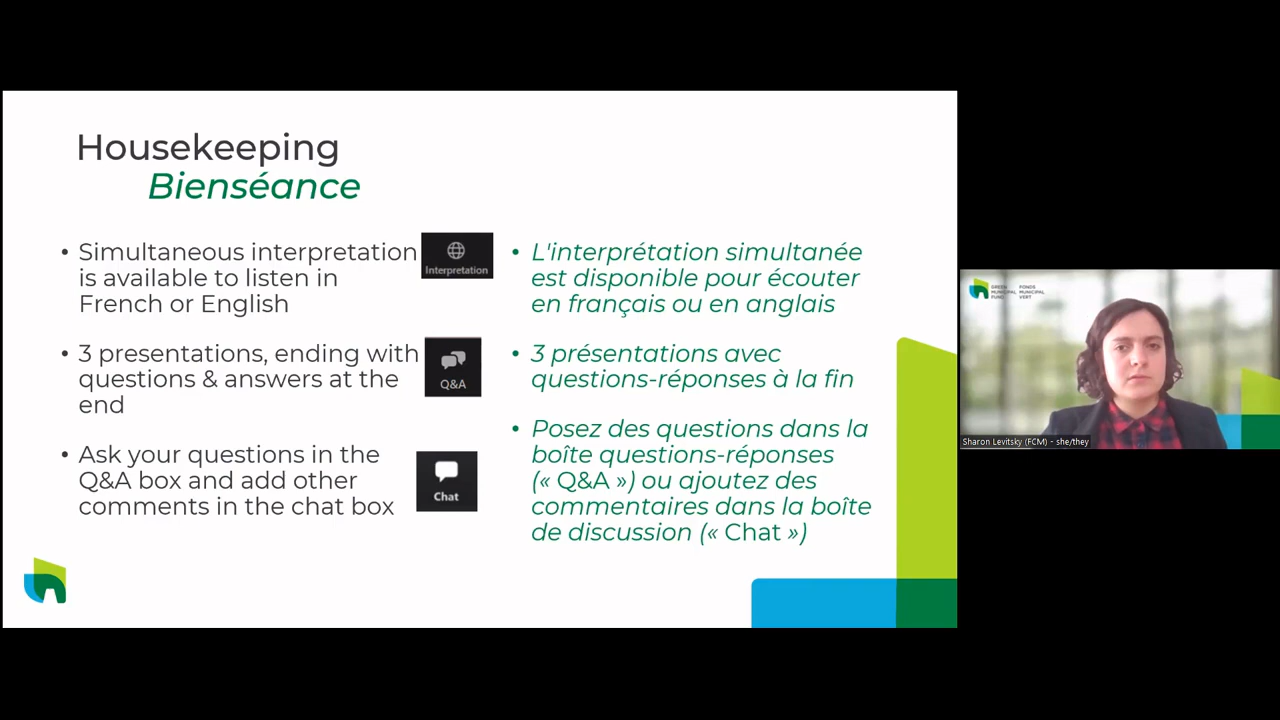 Housekeeping
Bienséance
• Simultaneous interpretation
is available to listen in
French or English
Interpretation
• 3 presentations, ending with
questions & answers at the
end
Q&A
• Ask your questions in the
Q&A box and add other
comments in the chat box
Chat
• L'interprétation simultanée
est disponible pour écouter
en français ou en anglais
• 3 présentations avec
questions-réponses à la fin
• Posez des questions dans la
boîte questions-réponses
(« Q&A ») ou ajoutez des
commentaires dans la boîte
de discussion (« Chat »)
GREEN
MUNICIPAL
FUND
FONDS
MUNICIPAL
VERT
Sharon Levitsky (FCM) - she/they